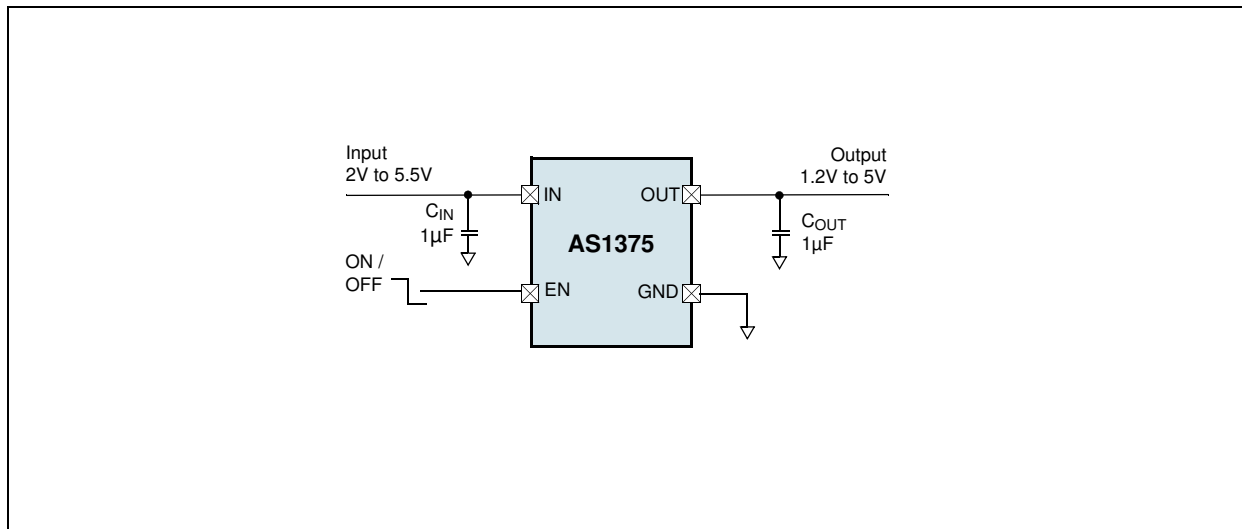 Input
2V to 5.5V
Output
1.2V to 5V
IN
OUT
CIN
1µF
COUT
1µF
AS1375
ON /
OFF
EN
GND